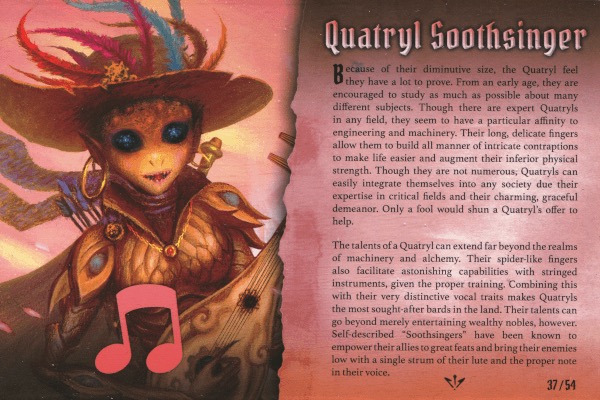 Quatryl Soothsinger
Because of their diminutive size, the Quatryl feel
they have a lot to prove. From an early age, they are
encouraged to study as much as possible about many
different subjects. Though there are expert Quatryls
in any field, they seem to have a particular affinity to
engineering and machinery. Their long, delicate fingers
allow them to build all manner of intricate contraptions
to make life easier and augment their inferior physical
strength. Though they are not numerous, Quatryls can
easily integrate themselves into any society due their
expertise in critical fields and their charming, graceful
demeanor. Only a fool would shun a Quatryl's offer to
help.
The talents of a Quatryl can extend far beyond the realms
of machinery and alchemy. Their spider-like fingers
also facilitate astonishing capabilities with stringed
instruments, given the proper training. Combining this
with their very distinctive vocal traits makes Quatryls
the most sought-after bards in the land. Their talents can
go beyond merely entertaining wealthy nobles, however.
Self-described "Soothsingers" have been known to
empower their allies to great feats and bring their enemies
low with a single strum of their lute and the proper note
in their voice.
37/54